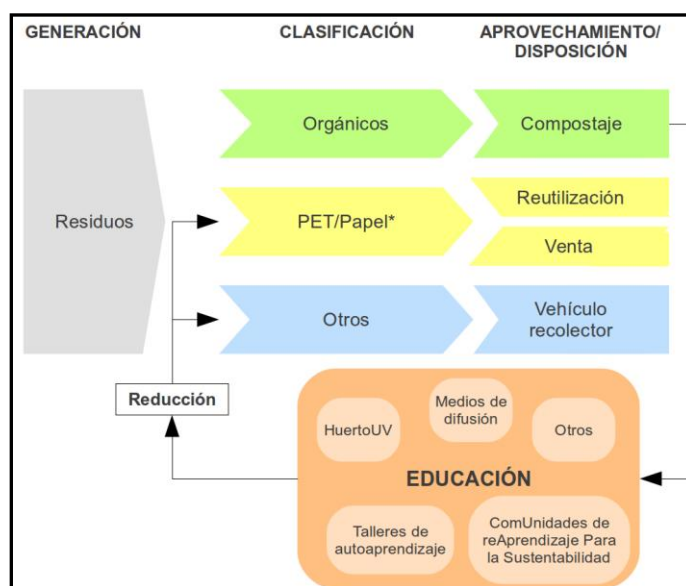 GENERACIÓN
CLASIFICACIÓN
APROVECHAMIENTO/
DISPOSICIÓN
Residuos
Orgánicos
Compostaje
PET/Papel*
Reutilización
Venta
Otros
Vehículo
recolector
Reducción
HuertoUV
Medios de
difusión
Otros
EDUCACIÓN
Talleres de
autoaprendizaje
ComUnidades de
reAprendizaje Para
la Sustentabilidad